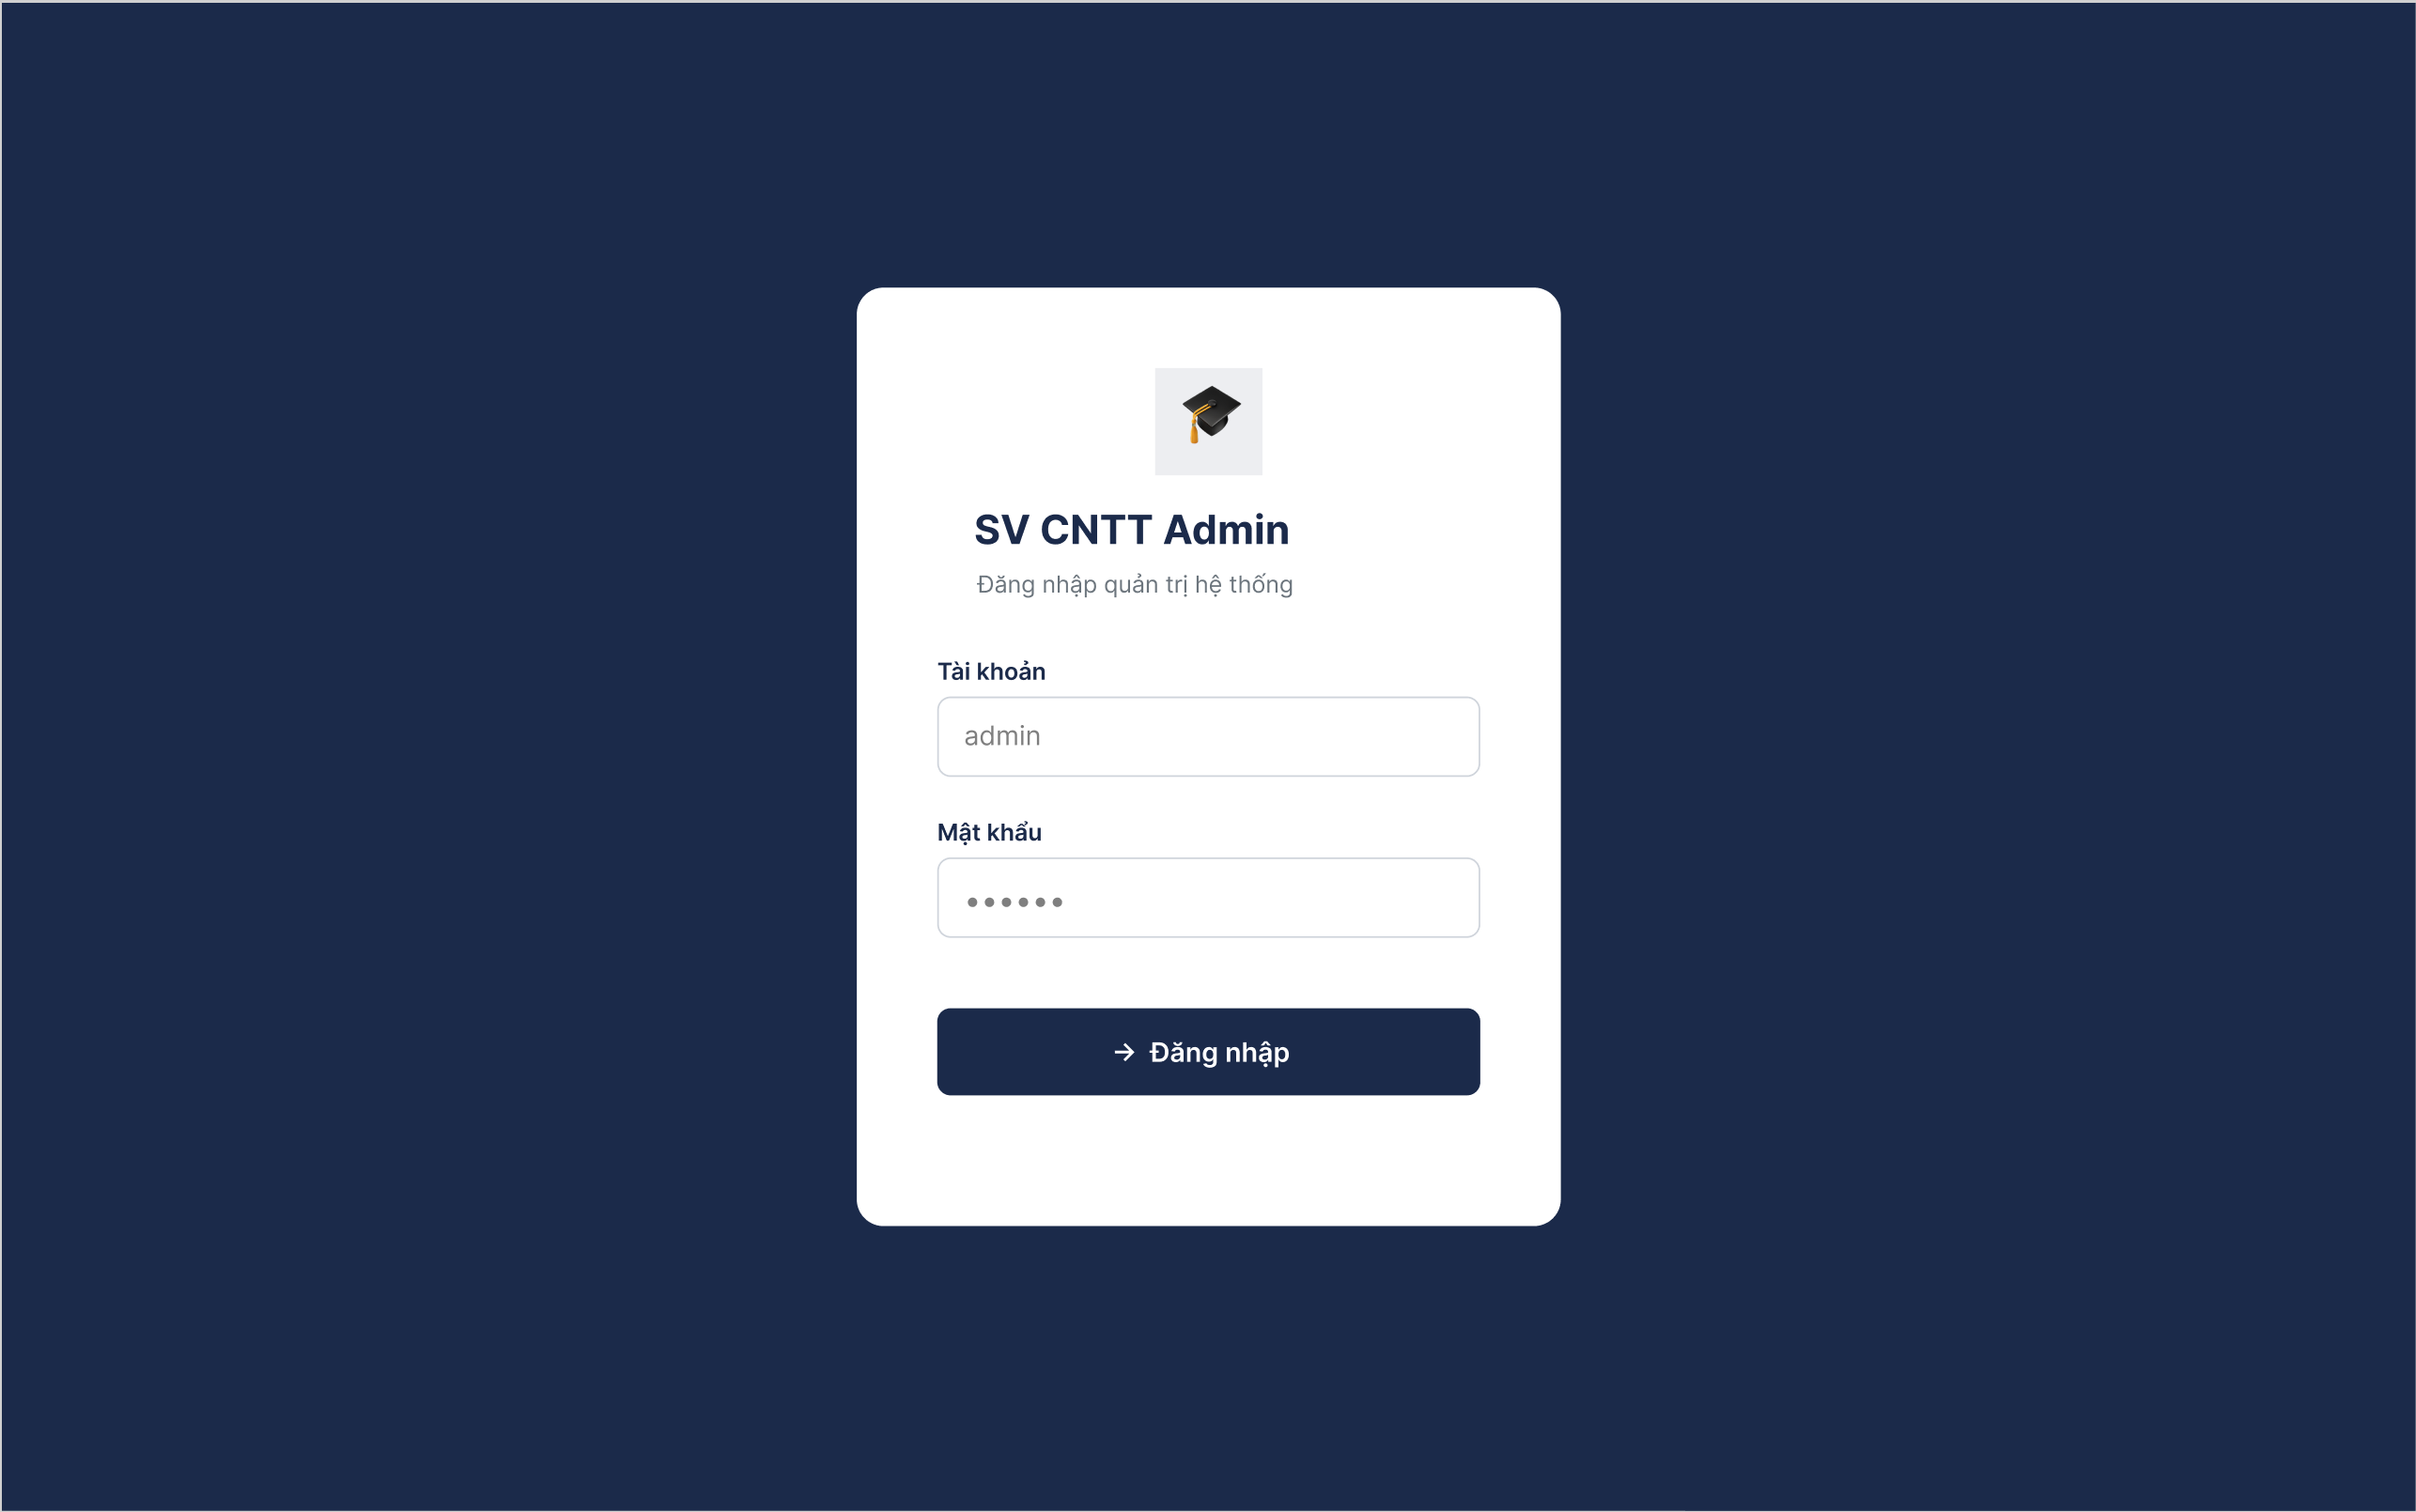 SV CNTT Admin
Đăng nhập quản trị hệ thống
Tài khoản
admin
Mật khẩu
••••••
→ Đăng nhập